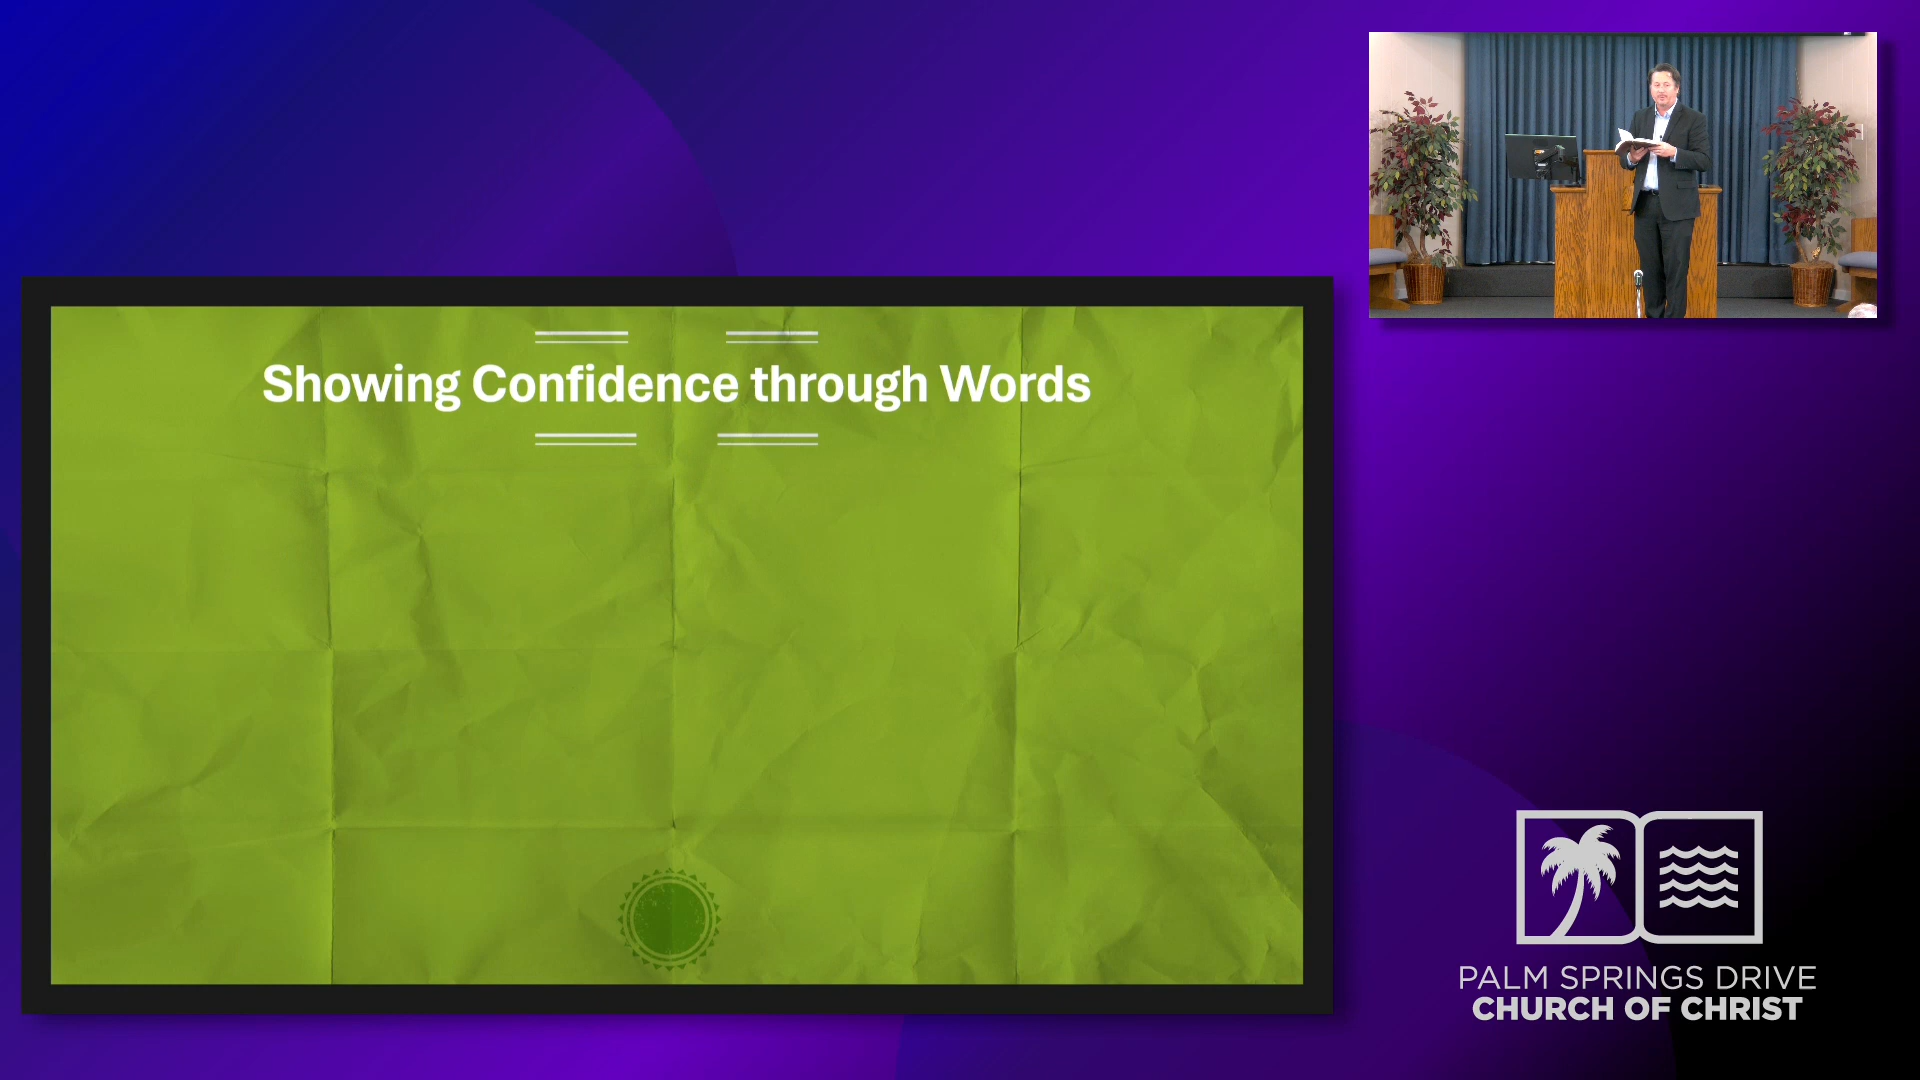 Showing Confidence through Words
PALM SPRINGS DRIVE
CHURCH OF CHRIST